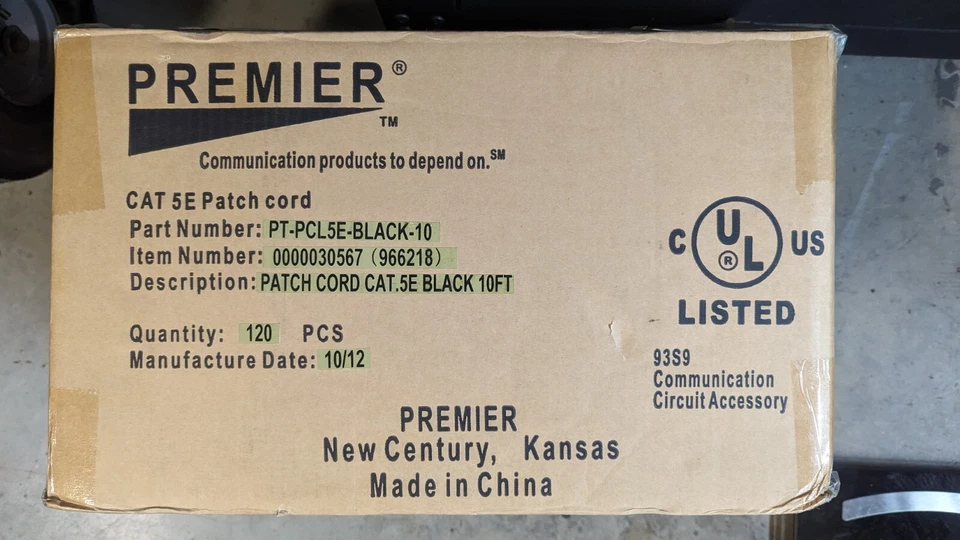 PREMIER®
TM
Communication products to depend on.SM
CAT 5E Patch cord
Part Number: PT-PCL5E-BLACK-10
Item Number: 0000030567 (966218)
Description: PATCH CORD CAT.5E BLACK 10FT
Quantity: 120 PCS
Manufacture Date: 10/12
C UL® US
LISTED
93S9
Communication
Circuit Accessory
PREMIER
New Century, Kansas
Made in China